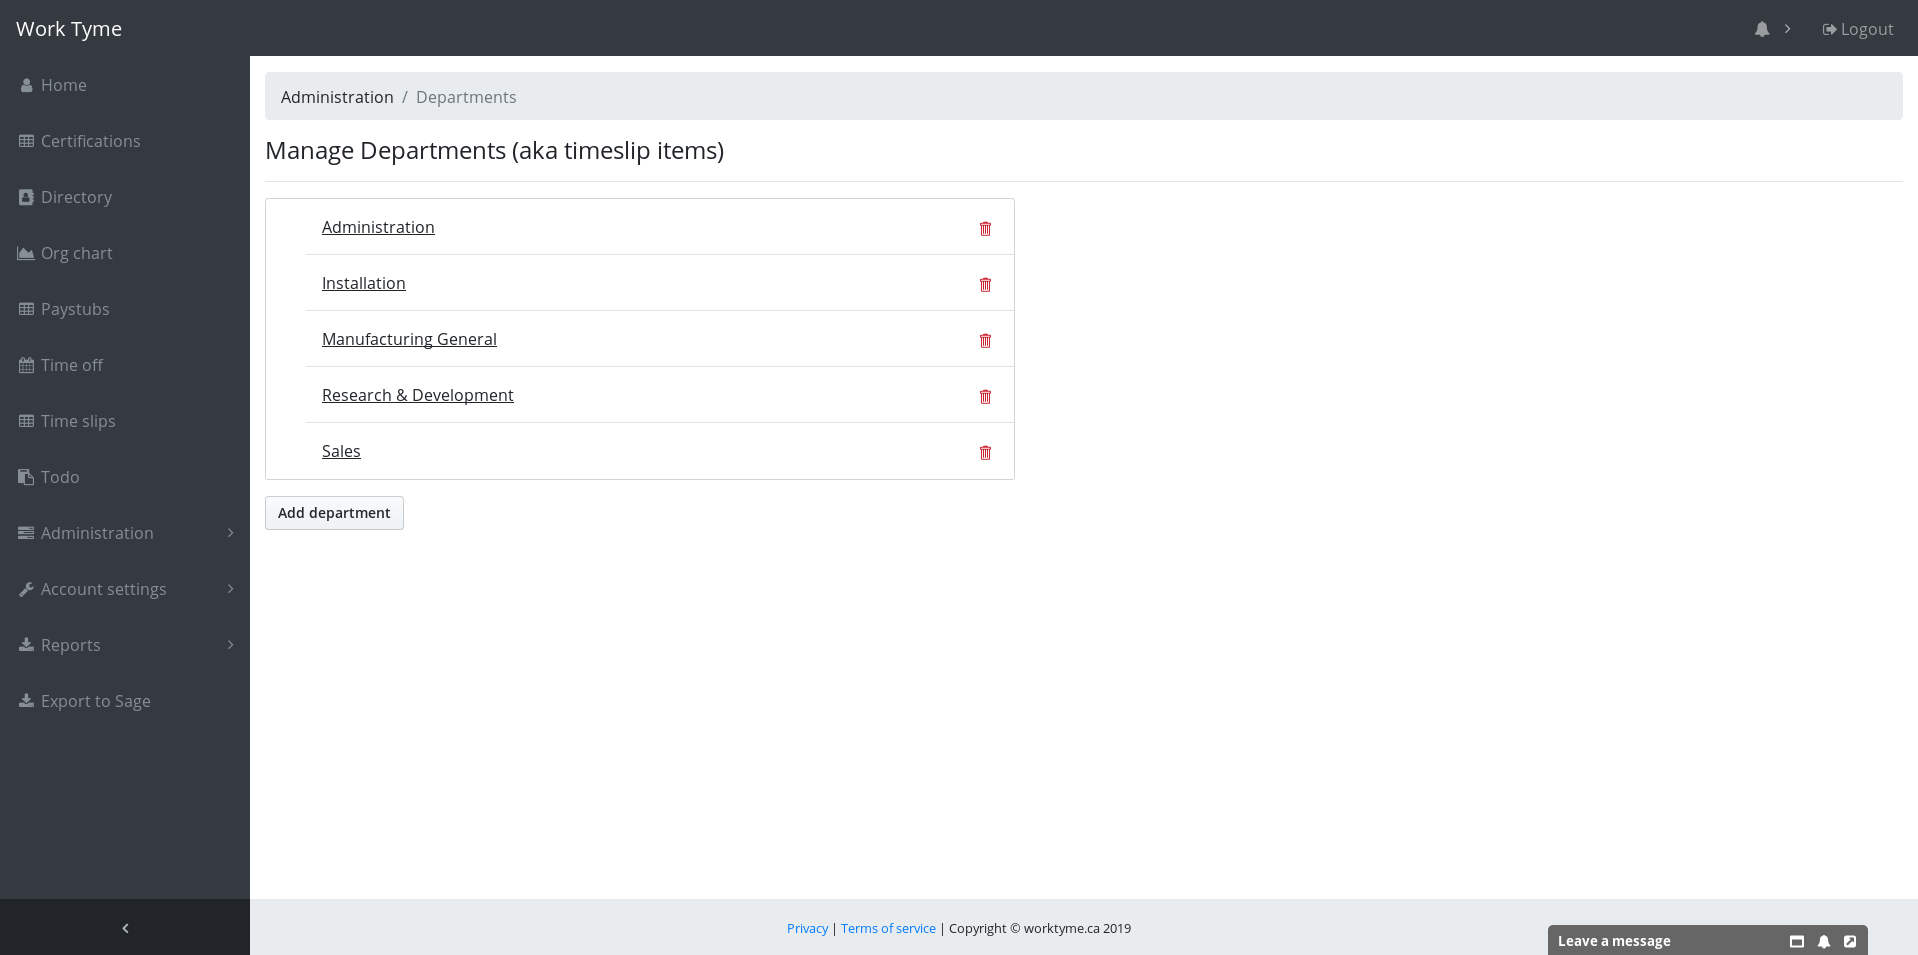 Work Tyme
Logout
Home
Certifications
Directory
Org chart
Paystubs
Time off
Time slips
Todo
Administration
Account settings
Reports
Export to Sage
Administration / Departments
Manage Departments (aka timeslip items)
Administration
Installation
Manufacturing General
Research & Development
Sales
Add department
Privacy | Terms of service | Copyright © worktyme.ca 2019
Leave a message